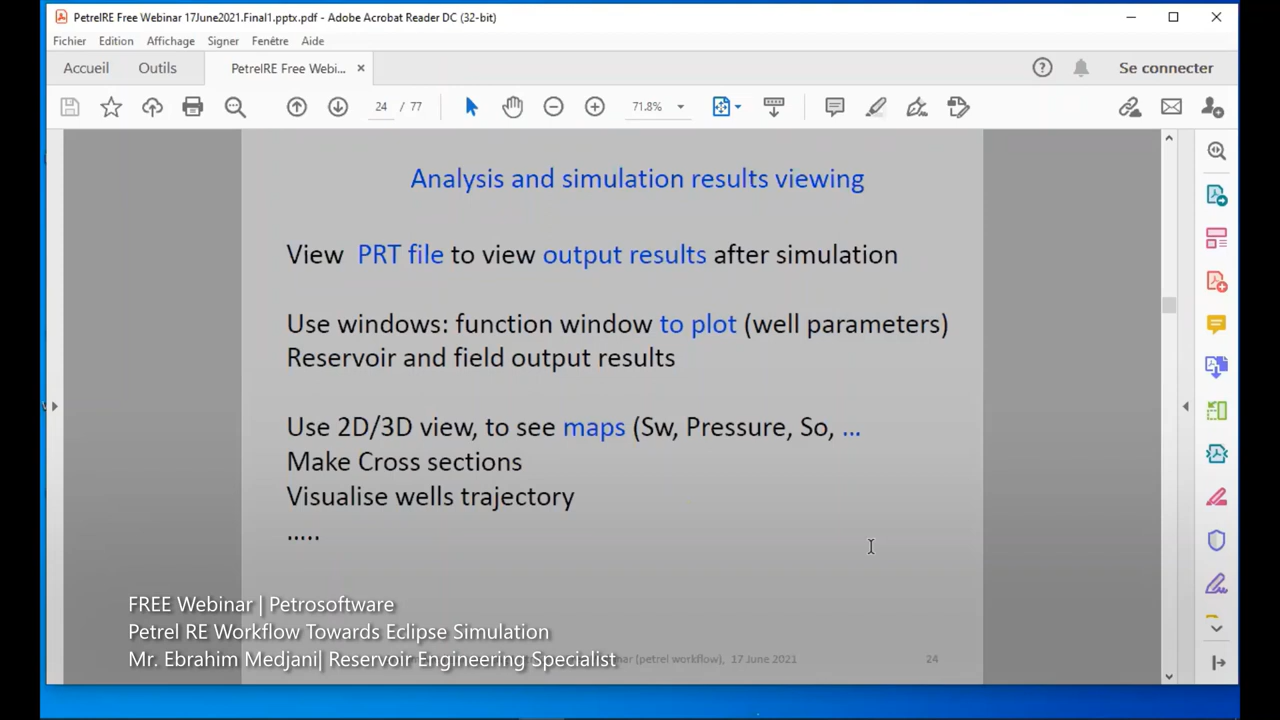 PetrelRE Free Webinar 17June2021.Final1.pptx.pdf - Adobe Acrobat Reader DC (32-bit)
Fichier Edition Affichage Signer Fenêtre Aide
Accueil Outils PetrelRE Free Webi... Se connecter
24 / 77 71.8%
Analysis and simulation results viewing
View PRT file to view output results after simulation
Use windows: function window to plot (well parameters)
Reservoir and field output results
Use 2D/3D view, to see maps (Sw, Pressure, So, ...
Make Cross sections
Visualise wells trajectory
.....
FREE Webinar | Petrosoftware
Petrel RE Workflow Towards Eclipse Simulation
Mr. Ebrahim Medjani| Reservoir Engineering Specialist
(petrel workflow), 17 June 2021 24